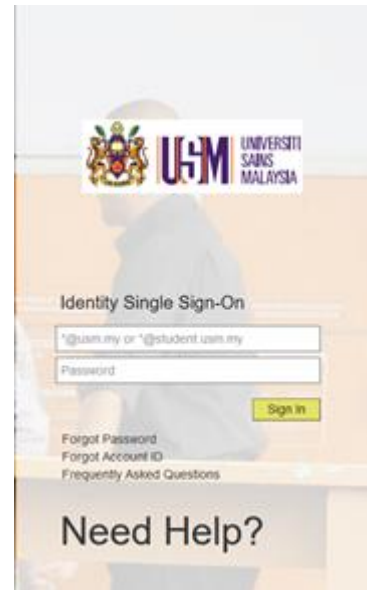 USM
UNIVERSITI
SAINS
MALAYSIA
Identity Single Sign-On
*@usm.my or *@student.usm.my
Password
Sign in
Forgot Password
Forgot Account ID
Frequently Asked Questions
Need Help?